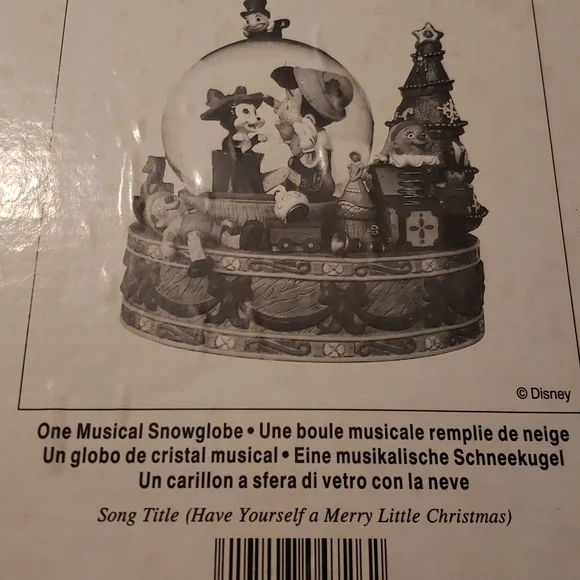 © Disney
One Musical Snowglobe • Une boule musicale remplie de neige
Un globo de cristal musical • Eine musikalische Schneekugel
Un carillon a sfera di vetro con la neve
Song Title (Have Yourself a Merry Little Christmas)